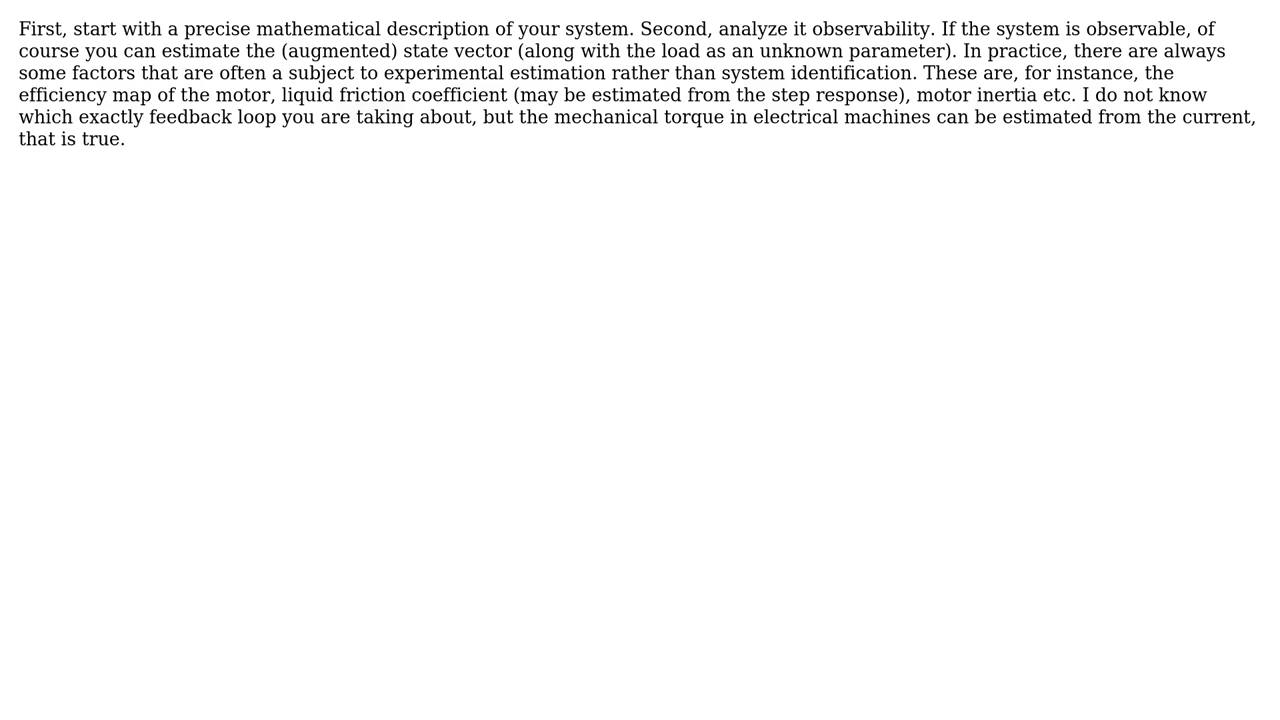 First, start with a precise mathematical description of your system. Second, analyze it observability. If the system is observable, of
course you can estimate the (augmented) state vector (along with the load as an unknown parameter). In practice, there are always
some factors that are often a subject to experimental estimation rather than system identification. These are, for instance, the
efficiency map of the motor, liquid friction coefficient (may be estimated from the step response), motor inertia etc. I do not know
which exactly feedback loop you are taking about, but the mechanical torque in electrical machines can be estimated from the current,
that is true.